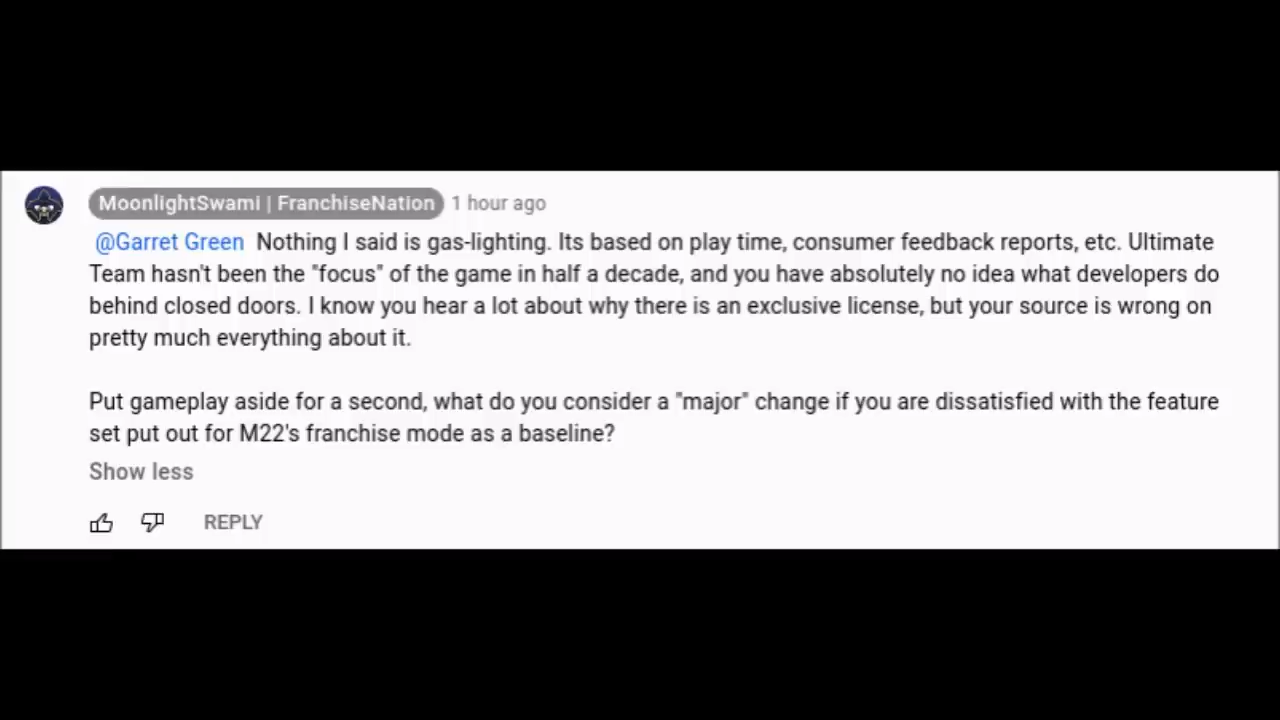 MoonlightSwami | FranchiseNation 1 hour ago
@Garret Green Nothing I said is gas-lighting. Its based on play time, consumer feedback reports, etc. Ultimate
Team hasn't been the "focus" of the game in half a decade, and you have absolutely no idea what developers do
behind closed doors. I know you hear a lot about why there is an exclusive license, but your source is wrong on
pretty much everything about it.
Put gameplay aside for a second, what do you consider a "major" change if you are dissatisfied with the feature
set put out for M22's franchise mode as a baseline?
Show less
REPLY